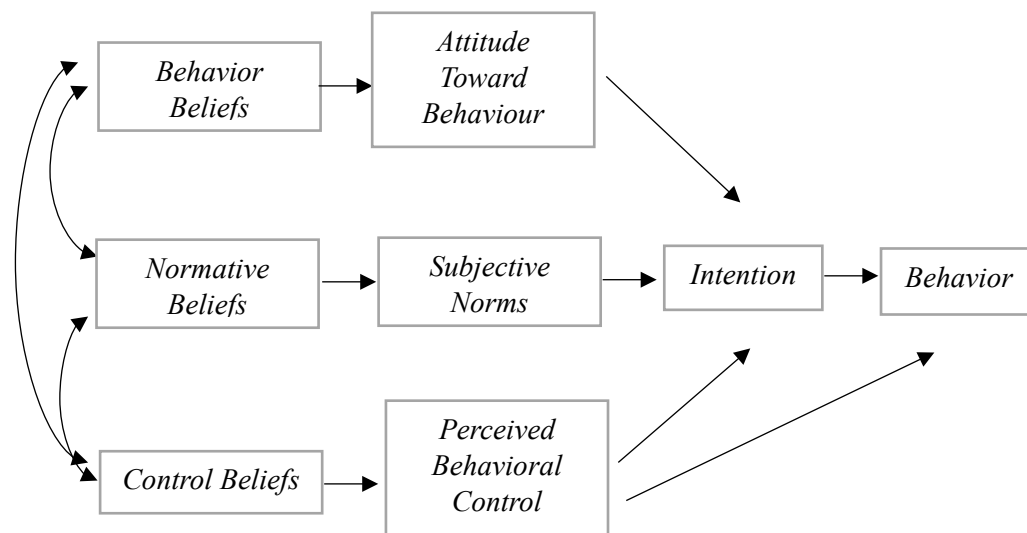 Behavior
Beliefs
Attitude
Toward
Behaviour
Normative
Beliefs
Subjective
Norms
Intention
Behavior
Control Beliefs
Perceived
Behavioral
Control